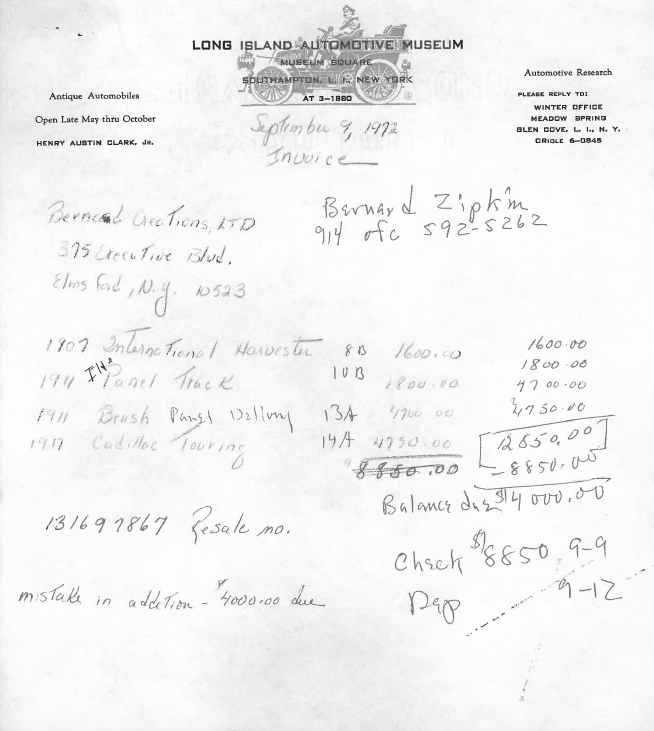 LONG ISLAND AUTOMOTIVE MUSEUM
MUSEUM SQUARE
SOUTHAMPTON, L. I., NEW YORK
AT 3-1880
Antique Automobiles
Open Late May thru October
HENRY AUSTIN CLARK, JR.
Automotive Research
PLEASE REPLY TO:
WINTER OFFICE
MEADOW SPRING
GLEN COVE, L. I., N. Y.
ORIOLE 6-0845
September 9, 1972
Invoice
Bernard Creations, LTD
375 Executive Blvd.
Elmsford, N.Y. 10523
Bernard Zipkin
914 ofc 592-5262
1907 International Harvester 8B 1600.00 1600.00
1911 IHC Panel Truck 10B 1800.00 1800.00
1911 Brush Panel Delivery 13A 4700.00 4700.00
1917 Cadillac Touring 14A 4750.00 4750.00
8850.00 12850.00
- 8850.00
Balance due $4000.00
131697867 Resale no.
Check $8850 9-9
mistake in addition - $4000.00 due
Dep 9-12